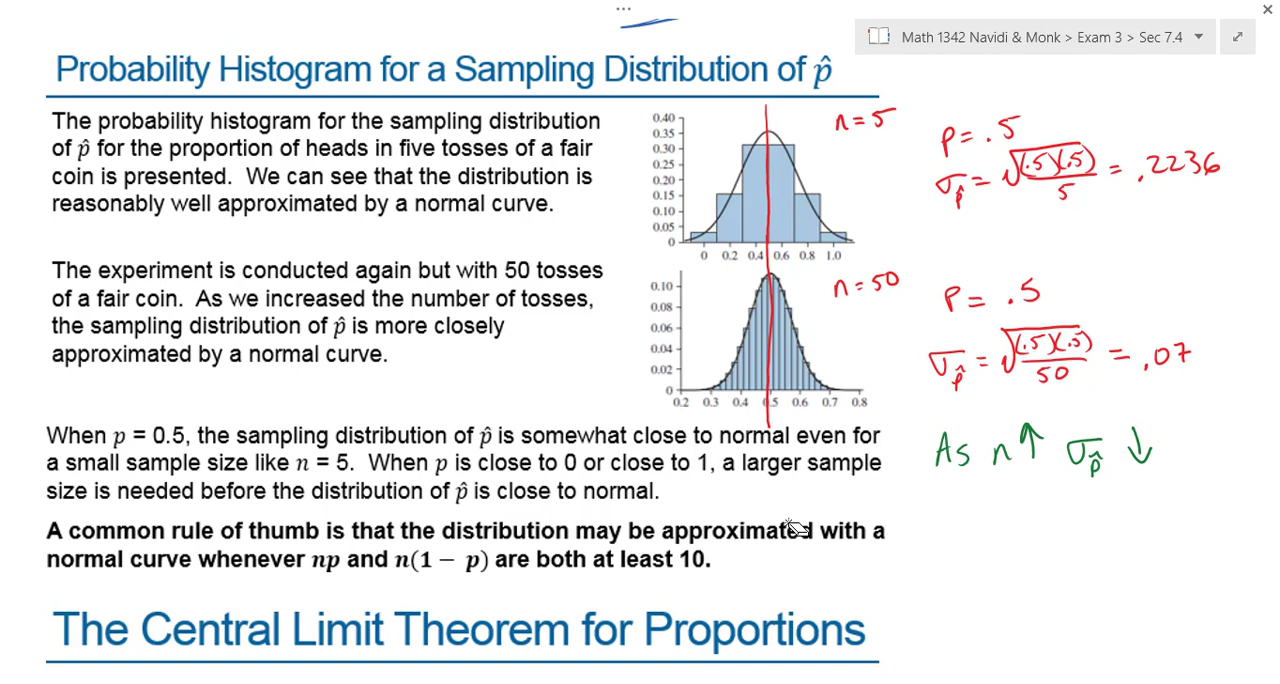 ...
Math 1342 Navidi & Monk > Exam 3 > Sec 7.4
Probability Histogram for a Sampling Distribution of p̂
The probability histogram for the sampling distribution
of p̂ for the proportion of heads in five tosses of a fair
coin is presented. We can see that the distribution is
reasonably well approximated by a normal curve.
0.40
0.35
0.30
0.25
0.20
0.15
0.10
0.05
0
0 0.2 0.4 0.6 0.8 1.0
n = 5
P = .5
σp̂ = √((.5)(.5)/5) = .2236
The experiment is conducted again but with 50 tosses
of a fair coin. As we increased the number of tosses,
the sampling distribution of p̂ is more closely
approximated by a normal curve.
0.10
0.08
0.06
0.04
0.02
0
0.2 0.3 0.4 0.5 0.6 0.7 0.8
n = 50
P = .5
σp̂ = √((.5)(.5)/50) = .07
As n ↑ σp̂ ↓
When p = 0.5, the sampling distribution of p̂ is somewhat close to normal even for
a small sample size like n = 5. When p is close to 0 or close to 1, a larger sample
size is needed before the distribution of p̂ is close to normal.
A common rule of thumb is that the distribution may be approximated with a
normal curve whenever np and n(1 − p) are both at least 10.
The Central Limit Theorem for Proportions